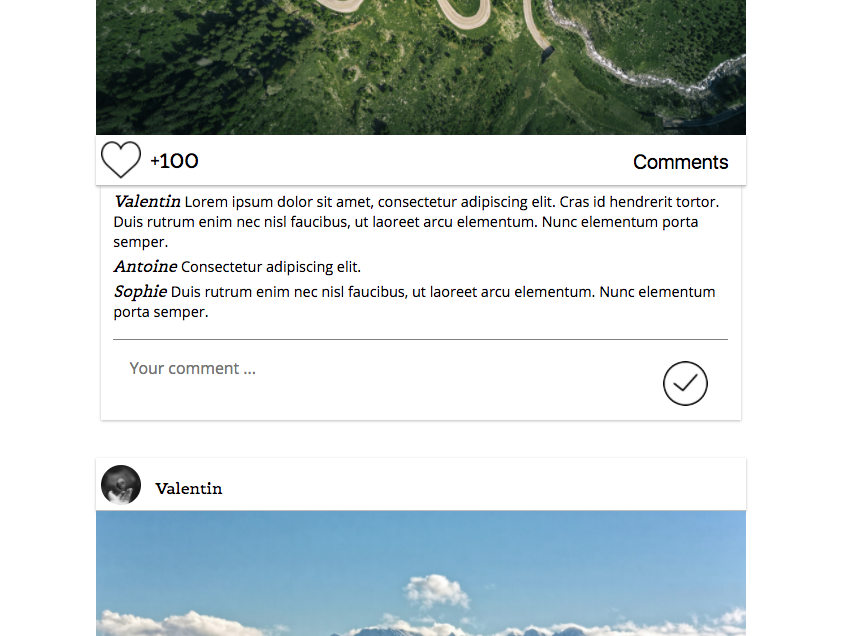 +100 Comments
Valentin Lorem ipsum dolor sit amet, consectetur adipiscing elit. Cras id hendrerit tortor.
Duis rutrum enim nec nisl faucibus, ut laoreet arcu elementum. Nunc elementum porta
semper.
Antoine Consectetur adipiscing elit.
Sophie Duis rutrum enim nec nisl faucibus, ut laoreet arcu elementum. Nunc elementum
porta semper.
Your comment ...
Valentin